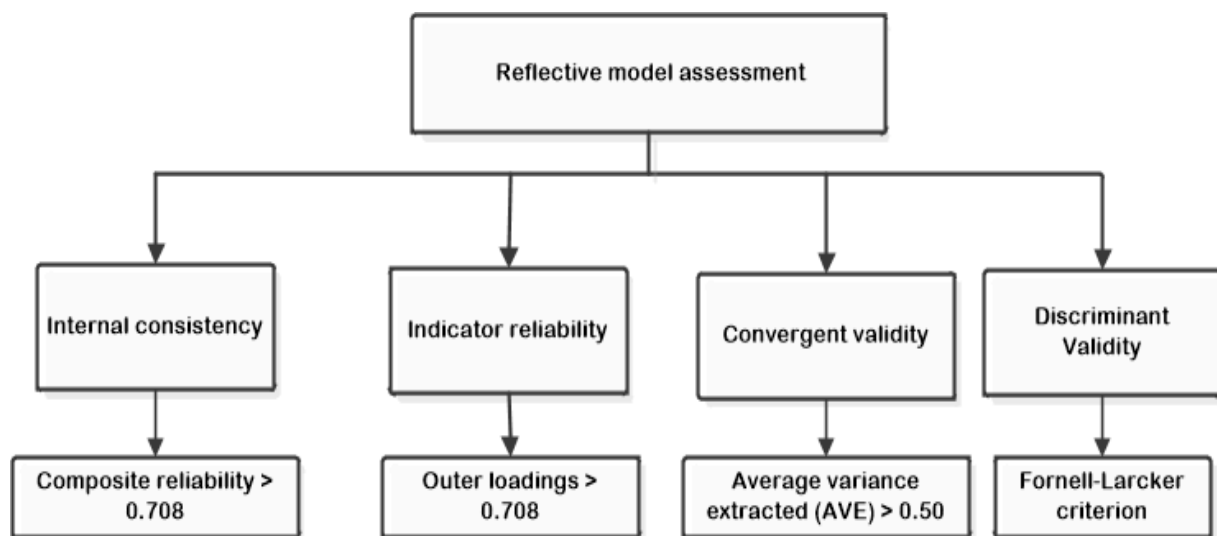 Reflective model assessment
Internal consistency
Indicator reliability
Convergent validity
Discriminant
Validity
Composite reliability >
0.708
Outer loadings >
0.708
Average variance
extracted (AVE) > 0.50
Fornell-Larcker
criterion